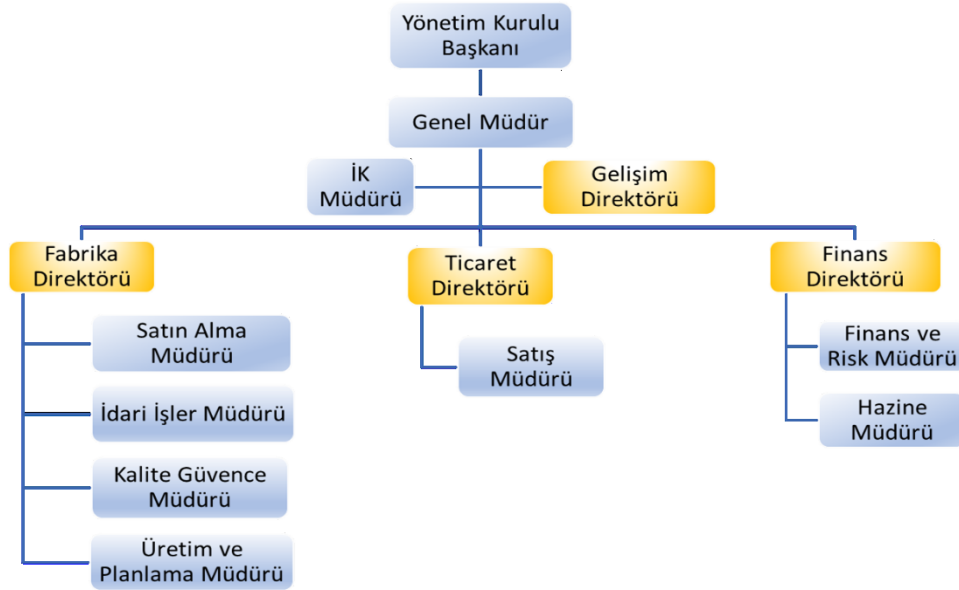 Yönetim Kurulu
Başkanı
Genel Müdür
İK
Müdürü
Gelişim
Direktörü
Fabrika
Direktörü
Satın Alma
Müdürü
İdari İşler Müdürü
Kalite Güvence
Müdürü
Üretim ve
Planlama Müdürü
Ticaret
Direktörü
Satış
Müdürü
Finans
Direktörü
Finans ve
Risk Müdürü
Hazine
Müdürü